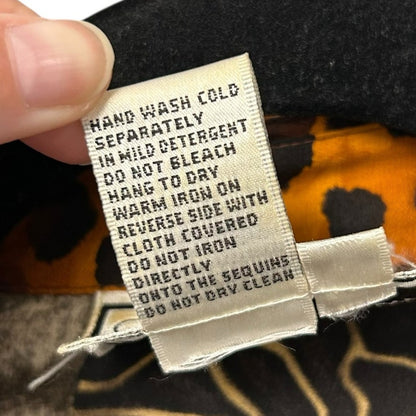 HAND WASH COLD
SEPARATELY
IN MILD DETERGENT
DO NOT BLEACH
HANG TO DRY
WARM IRON ON
REVERSE SIDE WITH
CLOTH COVERED
DO NOT IRON
DIRECTLY
ONTO THE SEQUINS
DO NOT DRY CLEAN